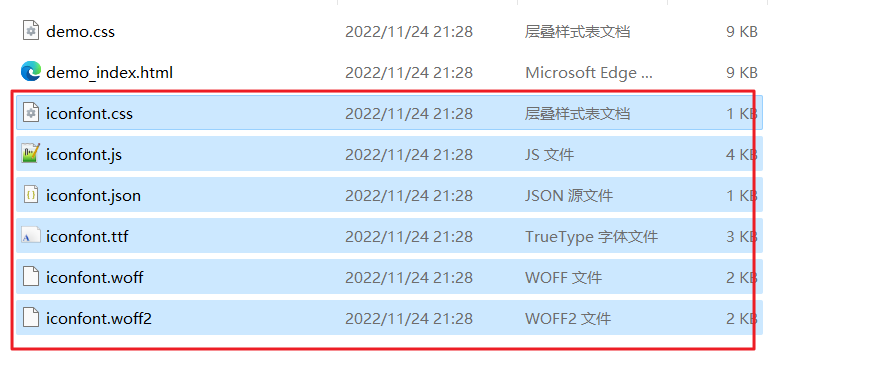 demo.css 2022/11/24 21:28 层叠样式表文档 9 KB
demo_index.html 2022/11/24 21:28 Microsoft Edge ... 9 KB
iconfont.css 2022/11/24 21:28 层叠样式表文档 1 KB
iconfont.js 2022/11/24 21:28 JS 文件 4 KB
iconfont.json 2022/11/24 21:28 JSON 源文件 1 KB
iconfont.ttf 2022/11/24 21:28 TrueType 字体文件 3 KB
iconfont.woff 2022/11/24 21:28 WOFF 文件 2 KB
iconfont.woff2 2022/11/24 21:28 WOFF2 文件 2 KB